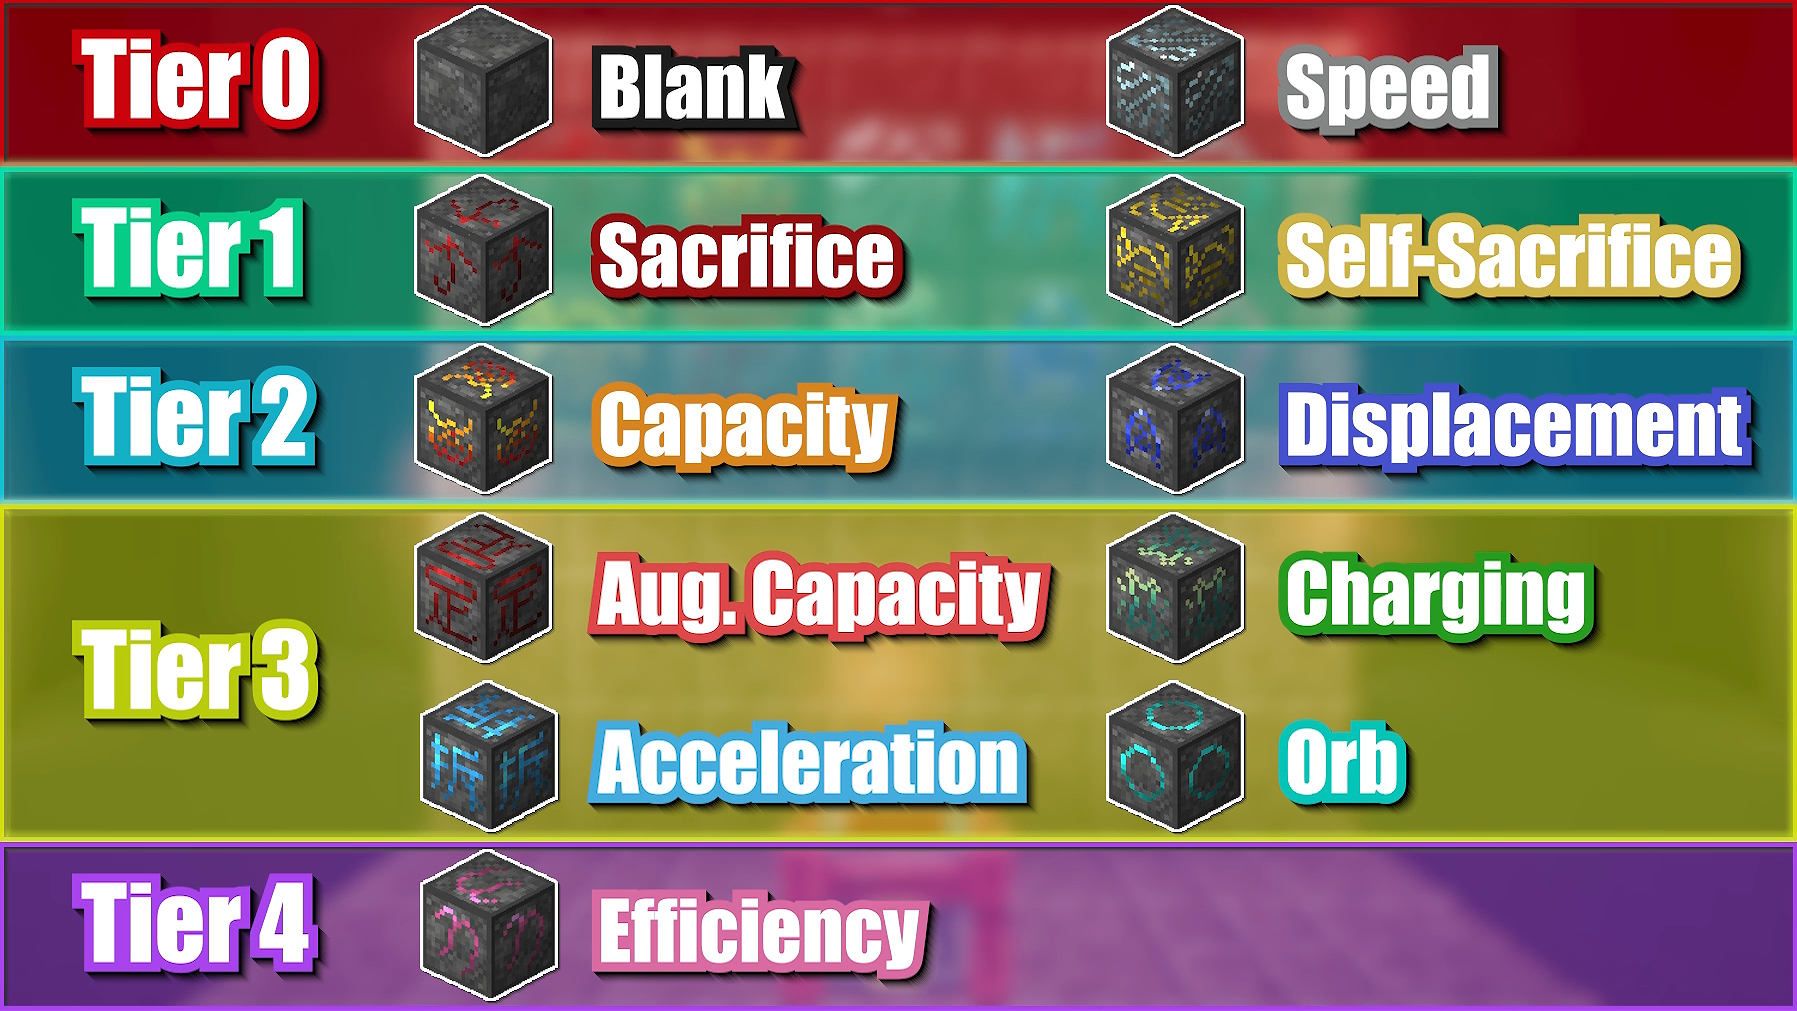 Tier 0 Blank Speed
Tier 1 Sacrifice Self-Sacrifice
Tier 2 Capacity Displacement
Aug. Capacity Charging
Tier 3
Acceleration Orb
Tier 4 Efficiency